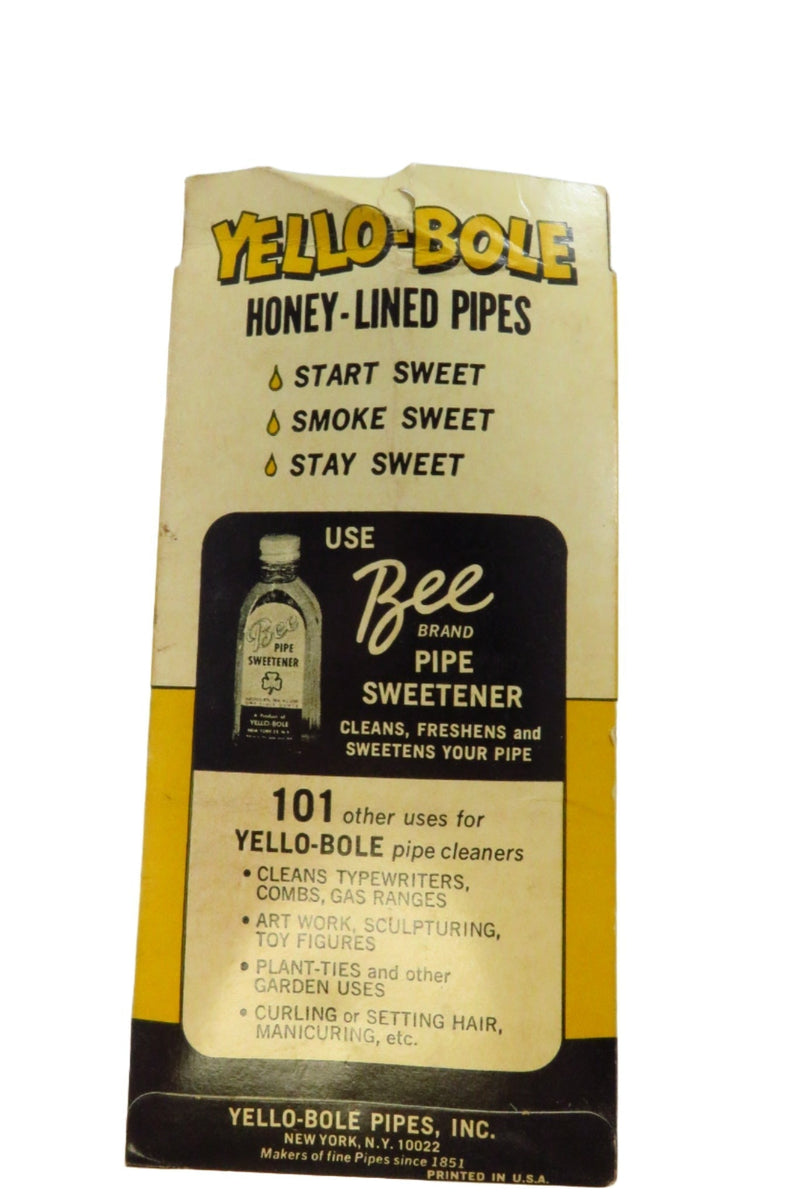 YELLO-BOLE
HONEY-LINED PIPES
START SWEET
SMOKE SWEET
STAY SWEET
USE
Bee
BRAND
PIPE
SWEETENER
CLEANS, FRESHENS and
SWEETENS YOUR PIPE
Bee
PIPE
SWEETENER
A Product of
YELLO-BOLE
101 other uses for
YELLO-BOLE pipe cleaners
• CLEANS TYPEWRITERS,
COMBS, GAS RANGES
• ART WORK, SCULPTURING,
TOY FIGURES
• PLANT-TIES and other
GARDEN USES
• CURLING or SETTING HAIR,
MANICURING, etc.
YELLO-BOLE PIPES, INC.
NEW YORK, N.Y. 10022
Makers of fine Pipes since 1851
PRINTED IN U.S.A.